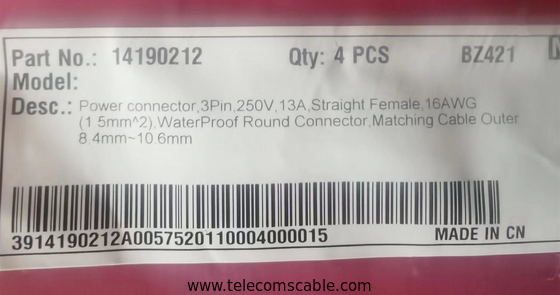 Part No.: 14190212 Qty: 4 PCS BZ421
Model:
Desc.: Power connector,3Pin,250V,13A,Straight Female,16AWG
(1.5mm^2),WaterProof Round Connector,Matching Cable Outer
8.4mm~10.6mm
3914190212A0057520110004000015 MADE IN CN
www.telecomscable.com